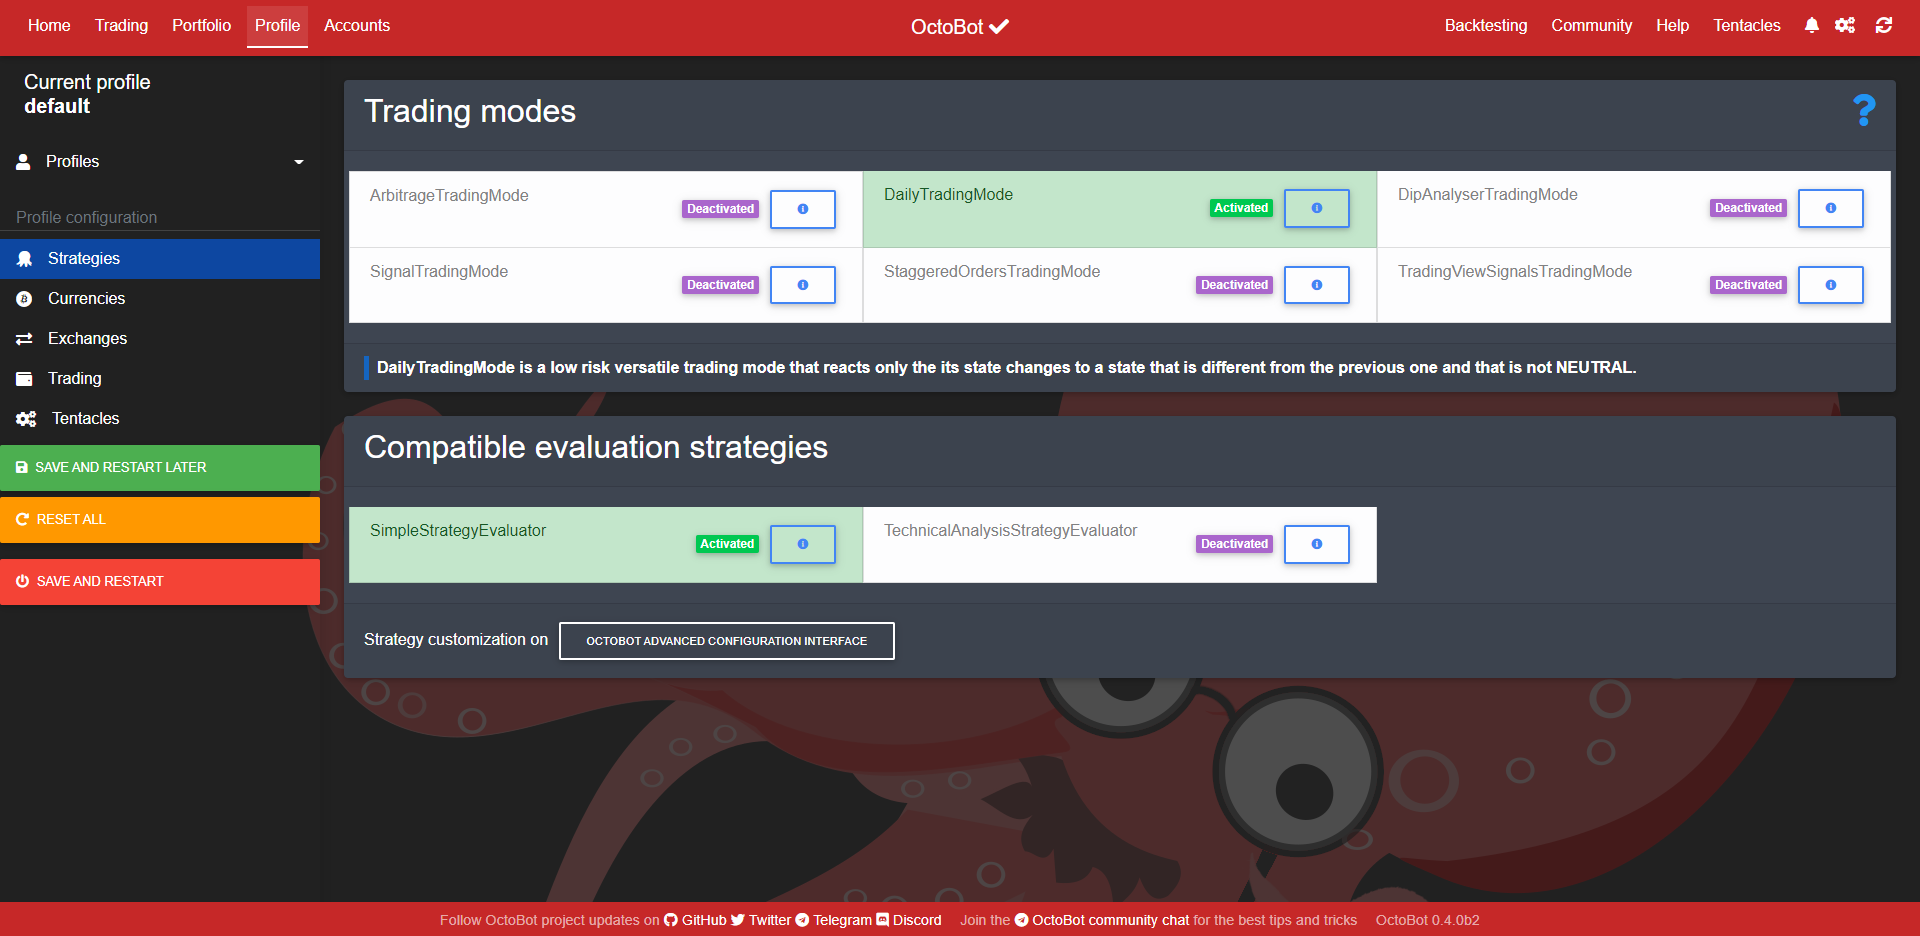 Home Trading Portfolio Profile Accounts OctoBot Backtesting Community Help Tentacles
Current profile
default
Profiles
Profile configuration
Strategies
Currencies
Exchanges
Trading
Tentacles
SAVE AND RESTART LATER
RESET ALL
SAVE AND RESTART
Trading modes
ArbitrageTradingMode Deactivated DailyTradingMode Activated DipAnalyserTradingMode Deactivated
SignalTradingMode Deactivated StaggeredOrdersTradingMode Deactivated TradingViewSignalsTradingMode Deactivated
DailyTradingMode is a low risk versatile trading mode that reacts only the its state changes to a state that is different from the previous one and that is not NEUTRAL.
Compatible evaluation strategies
SimpleStrategyEvaluator Activated TechnicalAnalysisStrategyEvaluator Deactivated
Strategy customization on OCTOBOT ADVANCED CONFIGURATION INTERFACE
Follow OctoBot project updates on GitHub Twitter Telegram Discord Join the OctoBot community chat for the best tips and tricks OctoBot 0.4.0b2